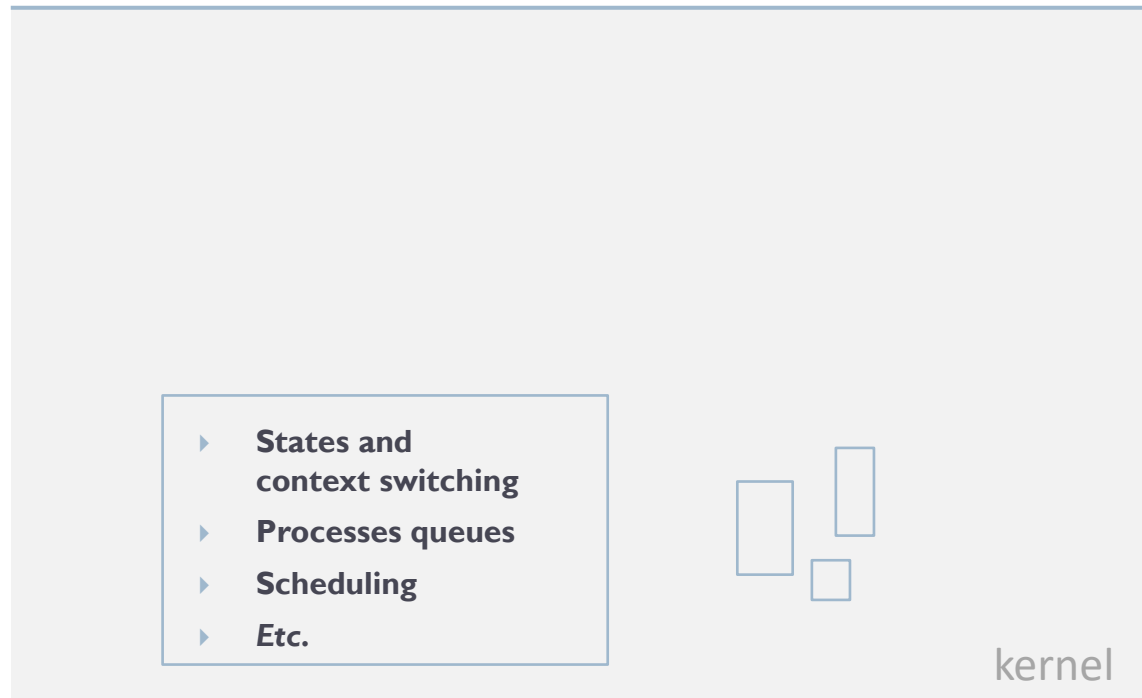 States and
context switching
Processes queues
Scheduling
Etc.
kernel